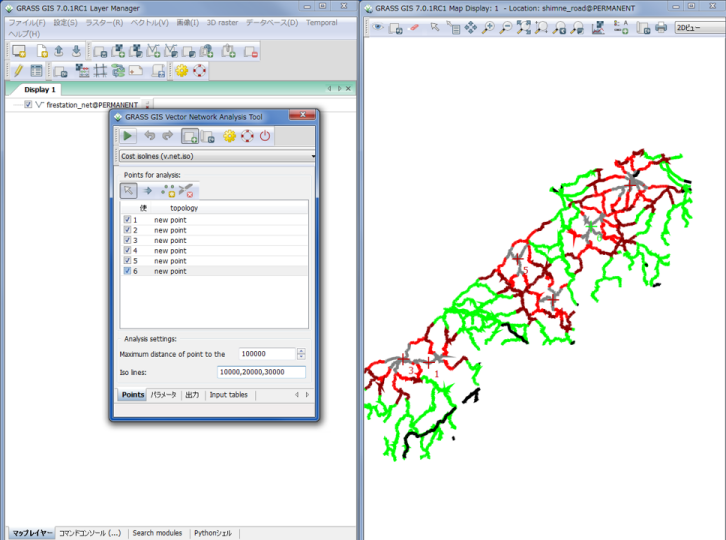 GRASS GIS 7.0.1RC1 Layer Manager
ファイル(F) 設定(S) ラスター(R) ベクトル(V) 画像(I) 3D raster データベース(D) Temporal
ヘルプ(H)
Display 1
firestation_net@PERMANENT
GRASS GIS Vector Network Analysis Tool
Cost isolines (v.net.iso)
Points for analysis:
使 topology
1 new point
2 new point
3 new point
4 new point
5 new point
6 new point
Analysis settings:
Maximum distance of point to the 100000
Iso lines: 10000,20000,30000
Points パラメータ 出力 Input tables
マップレイヤー コマンドコンソール (...) Search modules Pythonシェル
GRASS GIS 7.0.1RC1 Map Display: 1 - Location: shimne_road@PERMANENT
2Dビュー
6
5
3
1